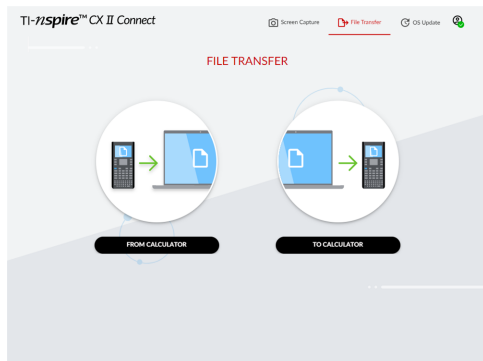 TI-nspire™ CX II Connect
Screen Capture
File Transfer
OS Update
FILE TRANSFER
FROM CALCULATOR
TO CALCULATOR